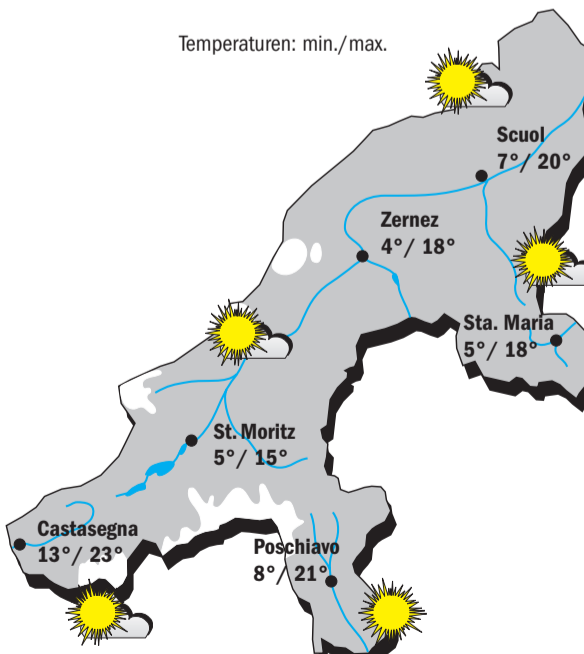 Temperaturen: min./max.
Scuol
7°/ 20°
Zernez
4°/ 18°
Sta. Maria
5°/ 18°
St. Moritz
5°/ 15°
Castasegna
13°/ 23°
Poschiavo
8°/ 21°